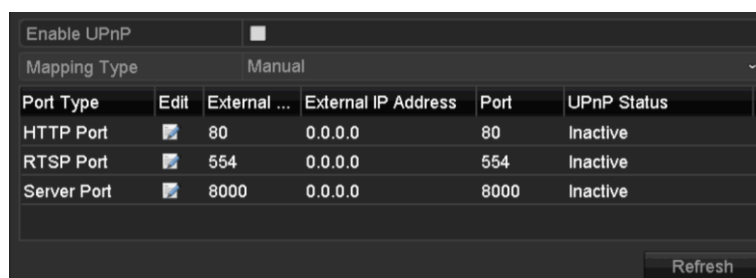 Enable UPnP
Mapping Type Manual
Port Type Edit External ... External IP Address Port UPnP Status
HTTP Port 80 0.0.0.0 80 Inactive
RTSP Port 554 0.0.0.0 554 Inactive
Server Port 8000 0.0.0.0 8000 Inactive
Refresh